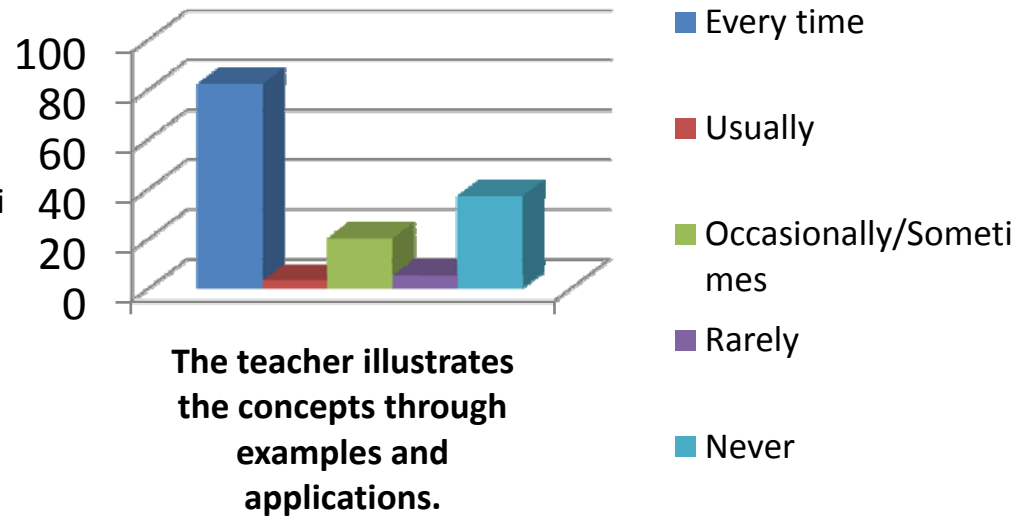 100
80
60
40
20
0
i
The teacher illustrates
the concepts through
examples and
applications.
Every time
Usually
Occasionally/Someti
mes
Rarely
Never